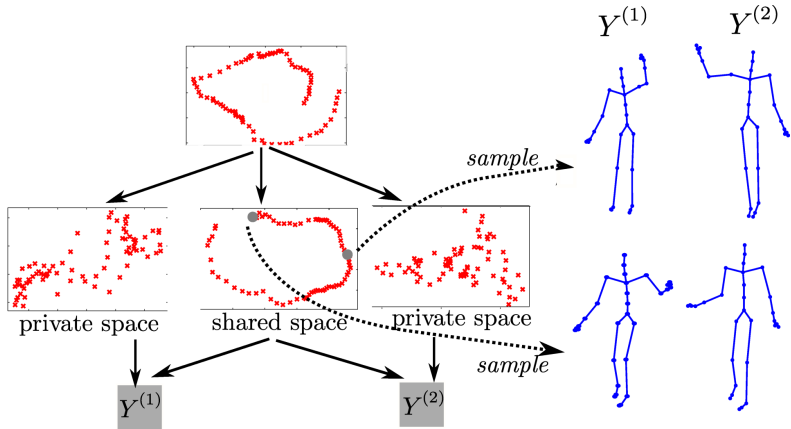 Y^{(1)} Y^{(2)}
sample
private space
shared space
private space
sample
Y^{(1)}
Y^{(2)}